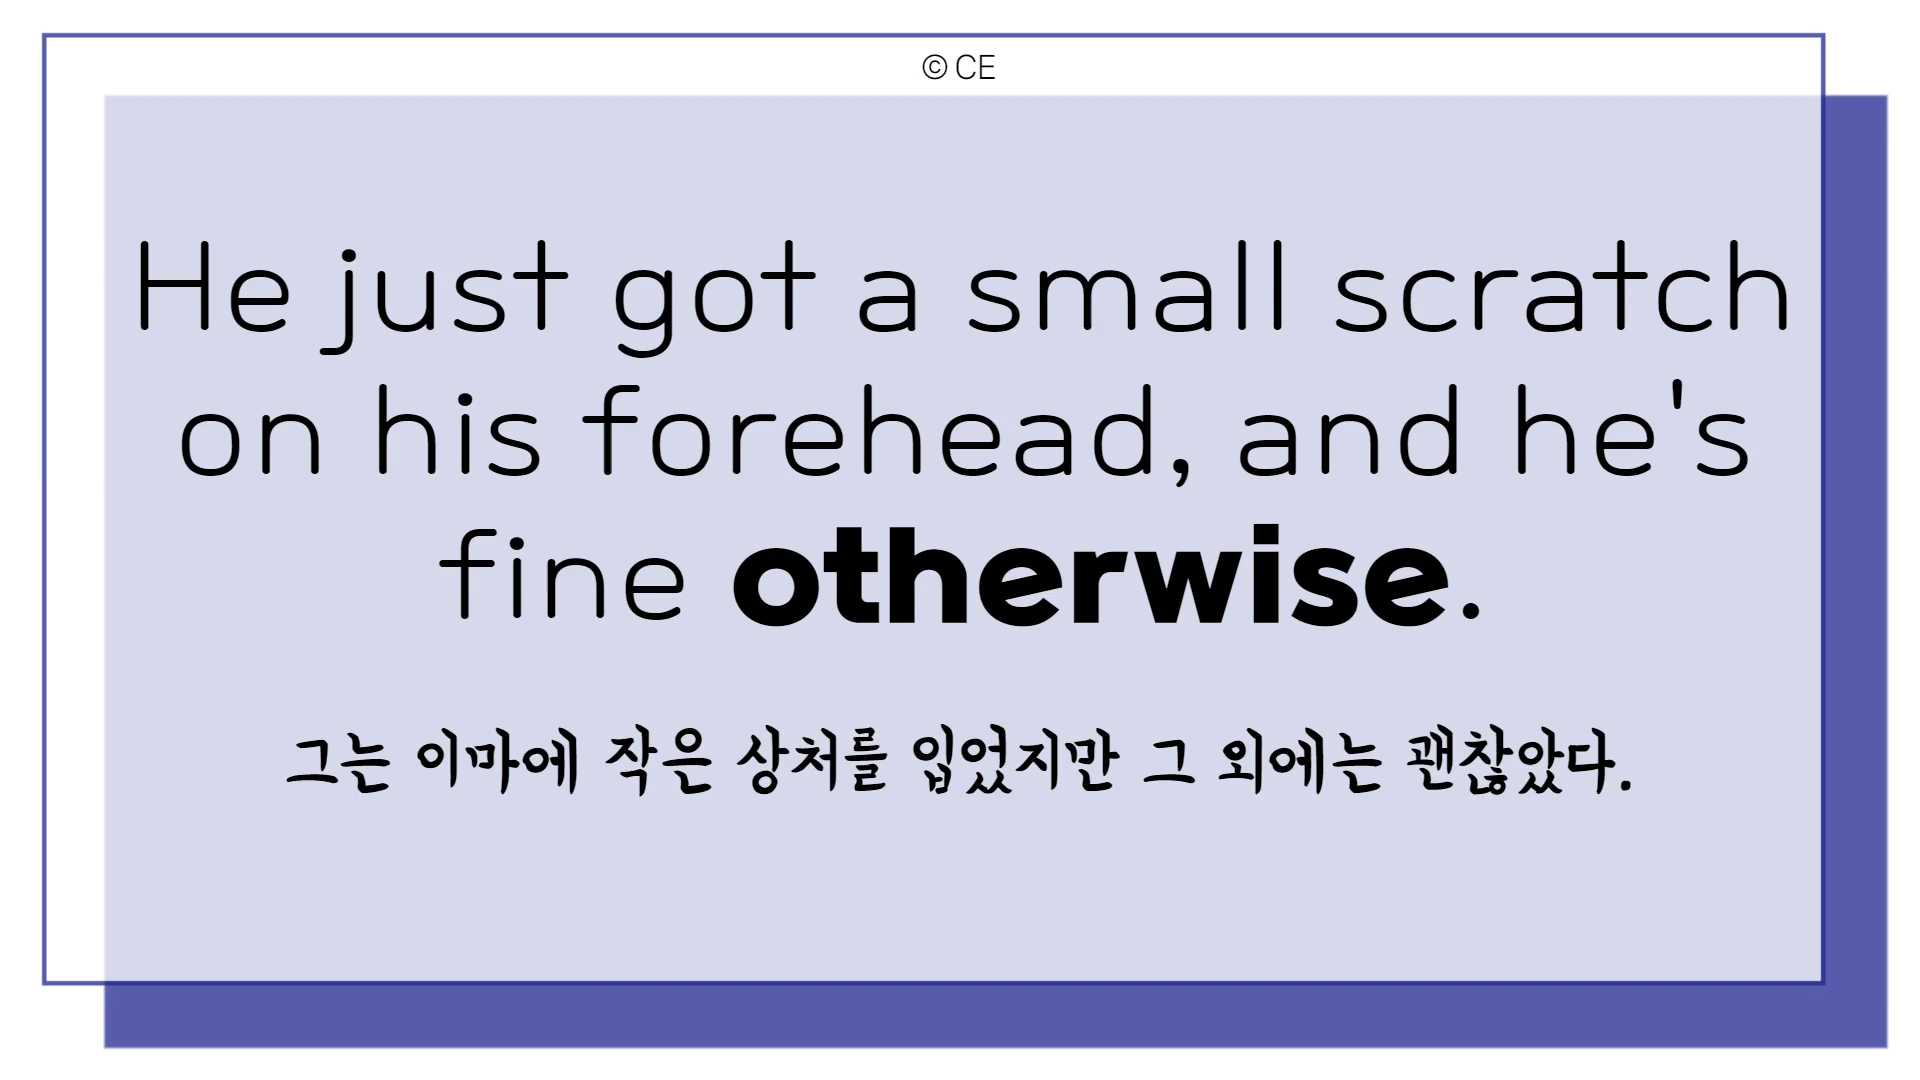 © CE
He just got a small scratch
on his forehead, and he's
fine otherwise.
그는 이마에 작은 상처를 입었지만 그 외에는 괜찮았다.